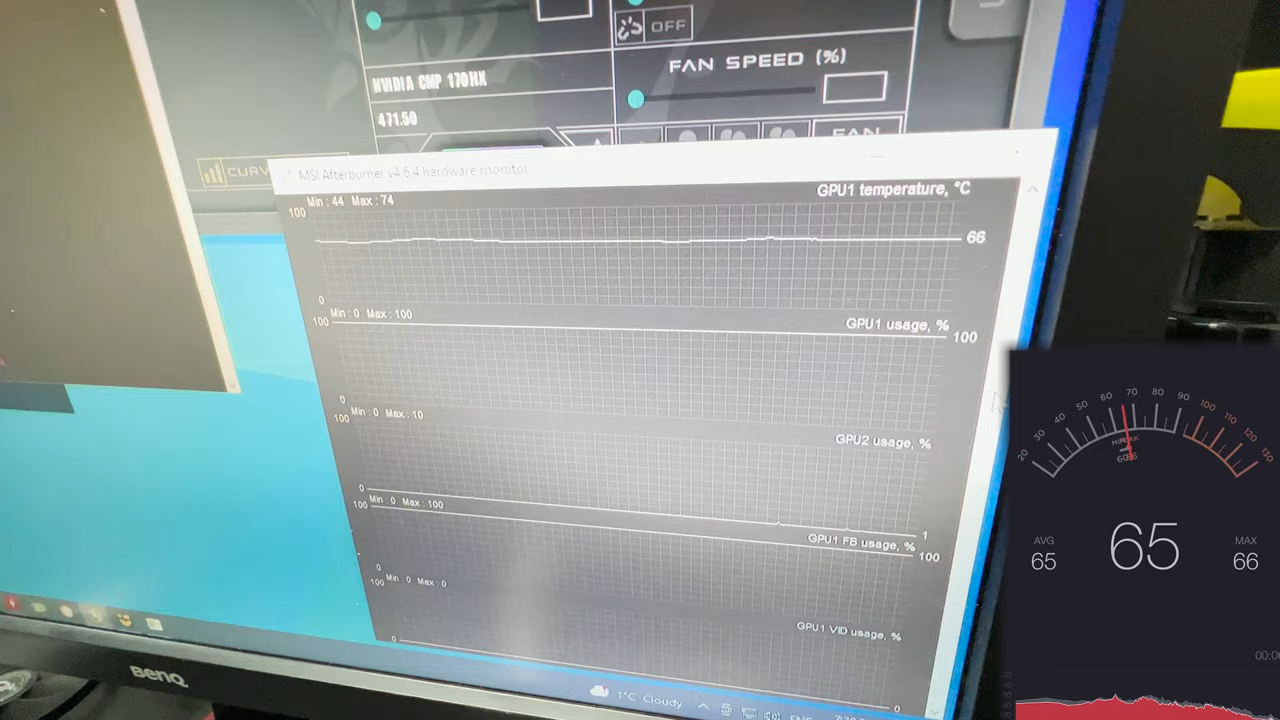 OFF
FAN SPEED (%)
NVIDIA CMP 170HX
471.50
FAN
CURV
MSI Afterburner v4.6.4 hardware monitor
Min : 44 Max : 74
GPU1 temperature, °C
100
66
0
Min : 0 Max : 100
GPU1 usage, %
100
100
0
Min : 0 Max : 10
GPU2 usage, %
100
0
1
Min : 0 Max : 100
GPU1 FB usage, %
100
100
0
Min : 0 Max : 0
GPU1 VID usage, %
100
0
0
BenQ
1°C Cloudy
20 30 40 50 60 70 80 90 100 110 120 130
AVG
65
65
MAX
66